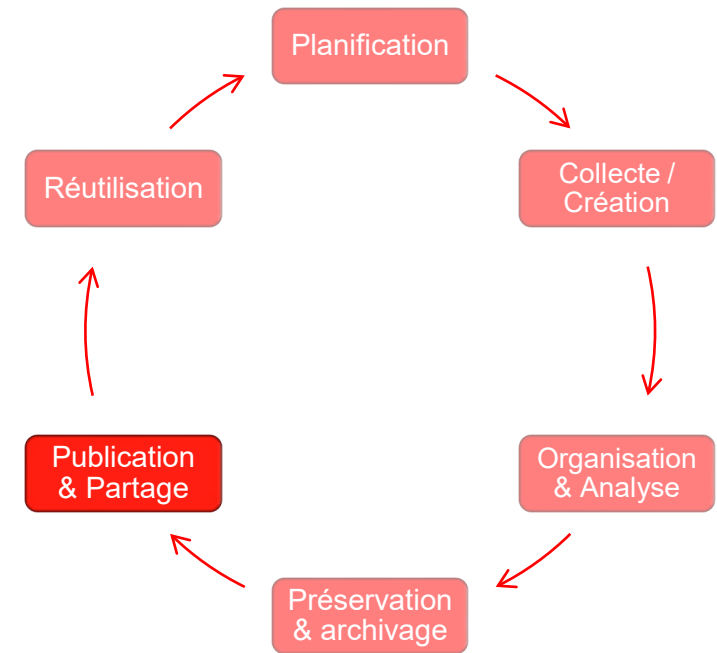 Planification
Collecte /
Création
Organisation
& Analyse
Préservation
& archivage
Publication
& Partage
Réutilisation